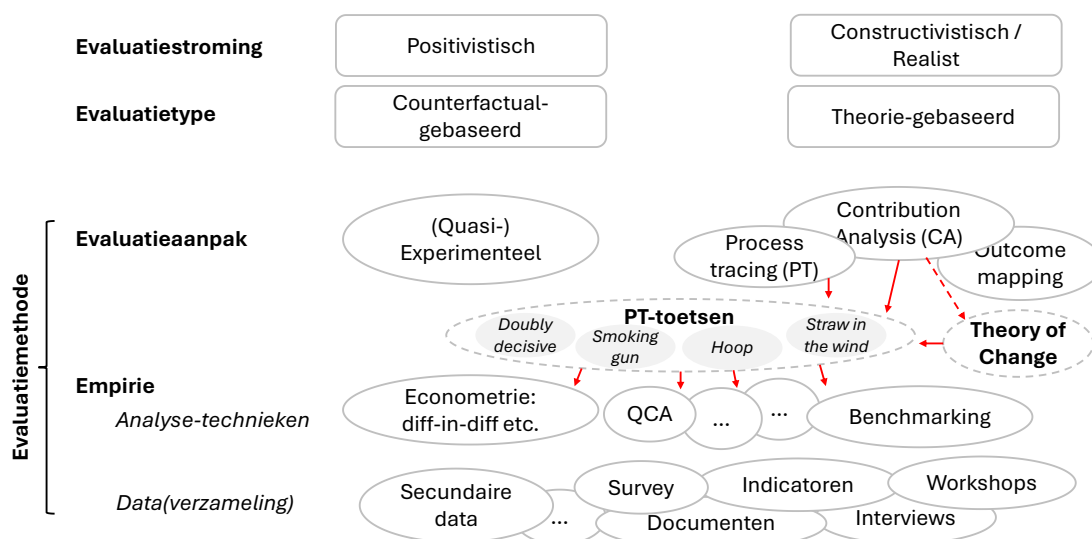 Evaluatiestroming
Positivistisch
Constructivistisch /
Realist
Evaluatietype
Counterfactual-
gebaseerd
Theorie-gebaseerd
Evaluatiemethode
Evaluatieaanpak
(Quasi-)
Experimenteel
Process
tracing (PT)
Contribution
Analysis (CA)
Outcome
mapping
PT-toetsen
Doubly
decisive
Smoking
gun
Hoop
Straw in
the wind
Theory of
Change
Empirie
Analyse-technieken
Econometrie:
diff-in-diff etc.
QCA
...
...
Benchmarking
Data(verzameling)
Secundaire
data
...
Survey
Documenten
Indicatoren
Interviews
Workshops